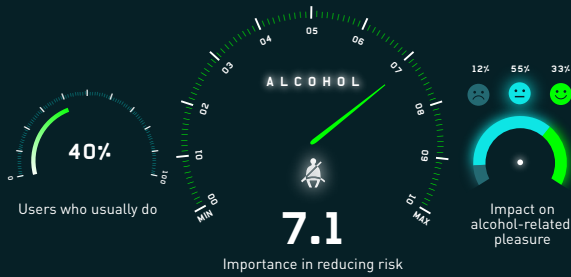 05
04
06
03
07
ALCOHOL
12%
55%
33%
02
40%
01
09
0
100
00
10
MIN
MAX
Users who usually do
7.1
Impact on
alcohol-related
pleasure
Importance in reducing risk